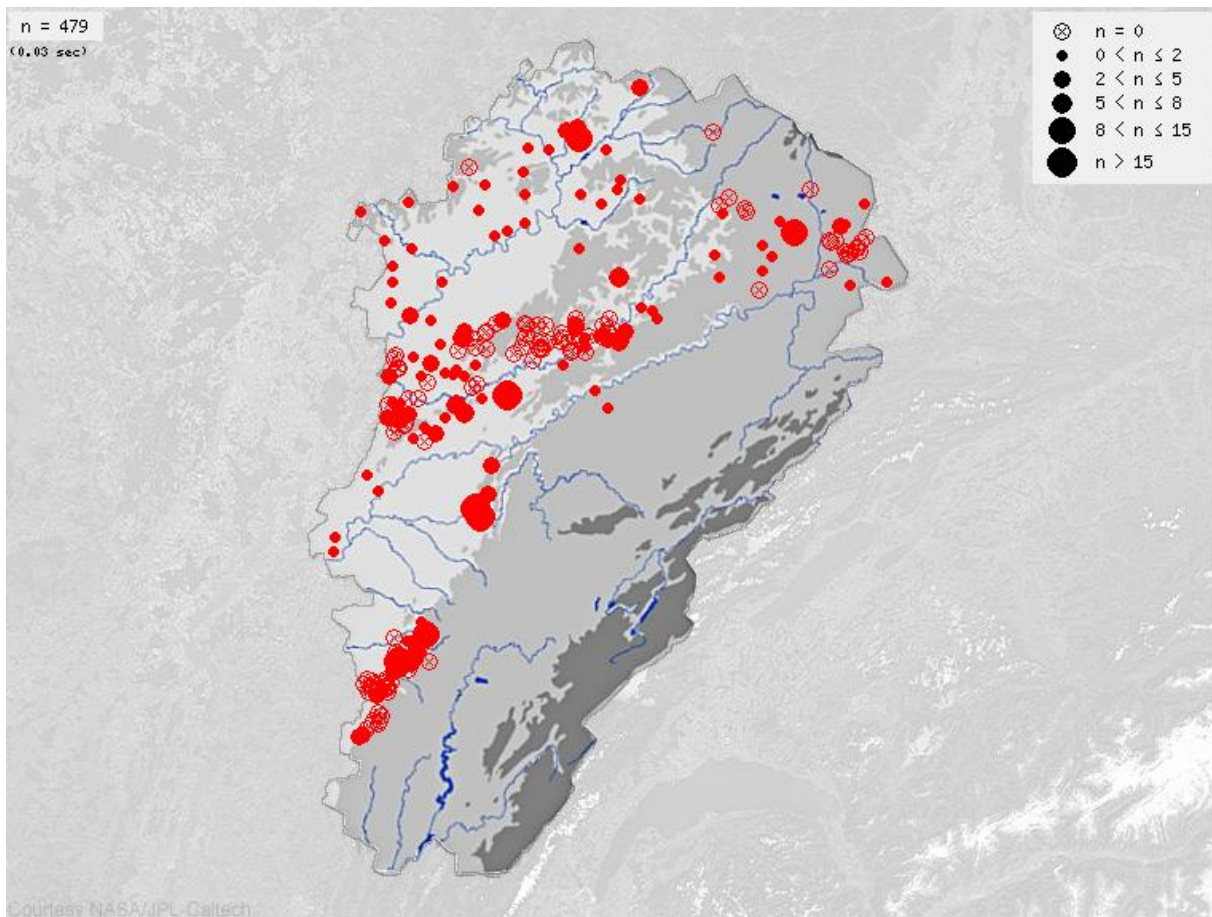 n = 479
(0.03 sec)
n = 0
0 < n ≤ 2
2 < n ≤ 5
5 < n ≤ 8
8 < n ≤ 15
n > 15
Courtesy NASA/JPL-Caltech